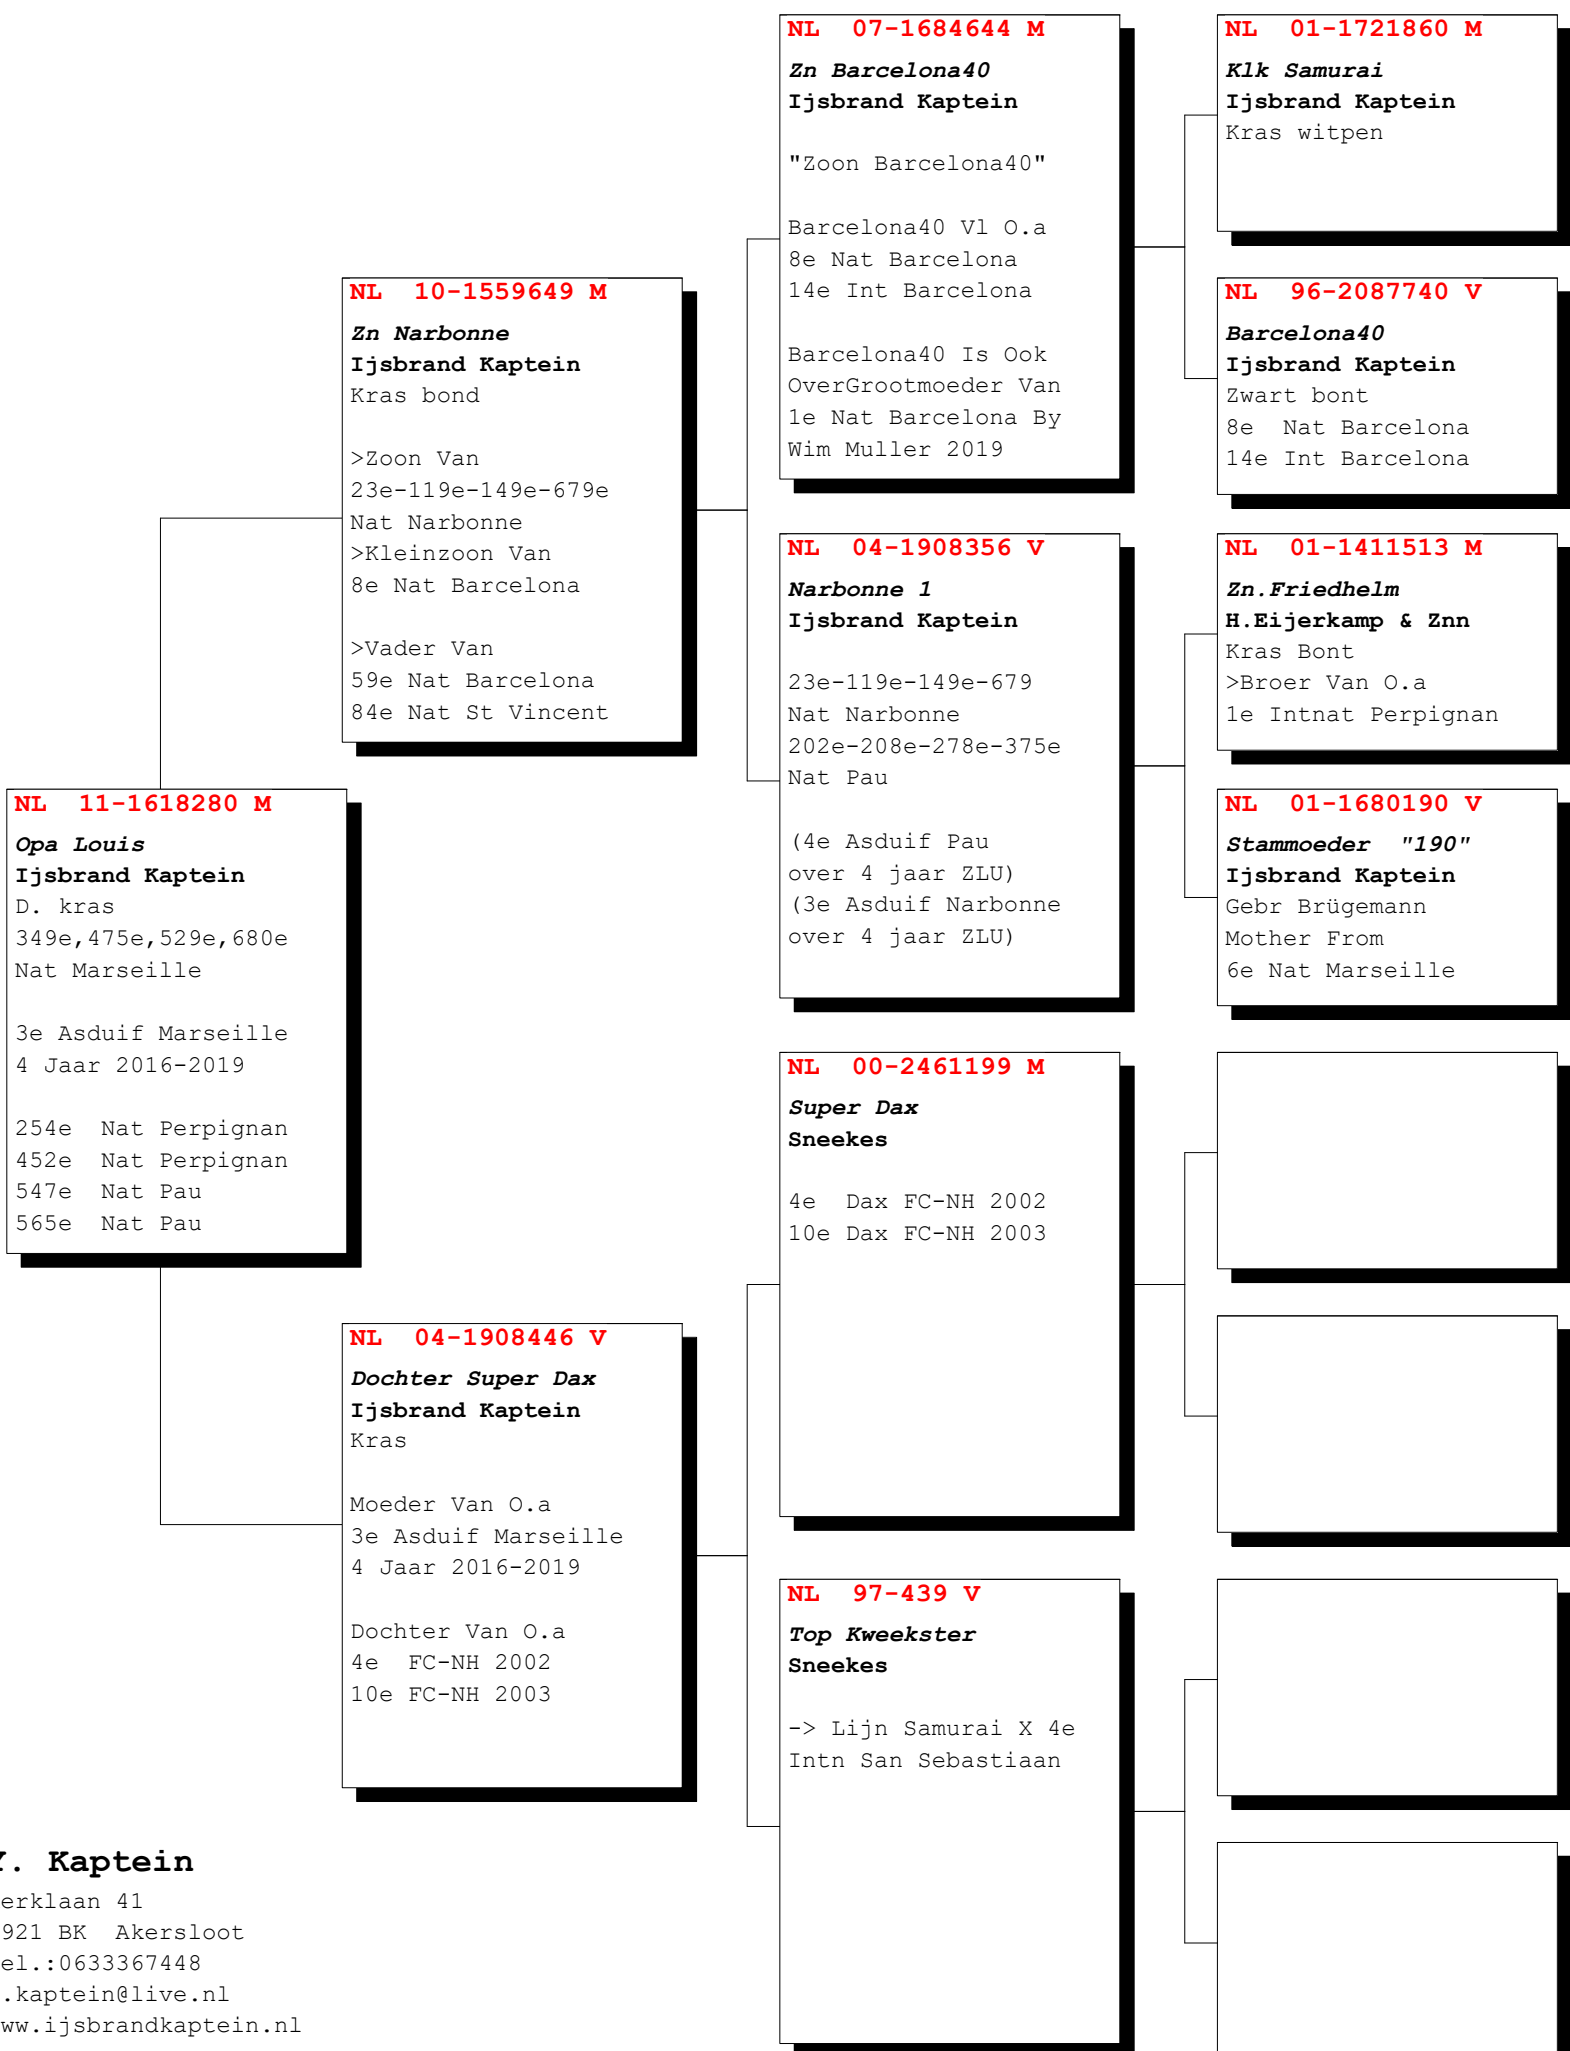 NL 07-1684644 M
Zn Barcelona40
Ijsbrand Kaptein
"Zoon Barcelona40"
Barcelona40 Vl O.a
8e Nat Barcelona
14e Int Barcelona
Barcelona40 Is Ook
OverGrootmoeder Van
1e Nat Barcelona By
Wim Muller 2019
NL 01-1721860 M
Klk Samurai
Ijsbrand Kaptein
Kras witpen
NL 96-2087740 V
Barcelona40
Ijsbrand Kaptein
Zwart bont
8e Nat Barcelona
14e Int Barcelona
NL 10-1559649 M
Zn Narbonne
Ijsbrand Kaptein
Kras bond
>Zoon Van
23e-119e-149e-679e
Nat Narbonne
>Kleinzoon Van
8e Nat Barcelona
>Vader Van
59e Nat Barcelona
84e Nat St Vincent
NL 04-1908356 V
Narbonne 1
Ijsbrand Kaptein
23e-119e-149e-679
Nat Narbonne
202e-208e-278e-375e
Nat Pau
(4e Asduif Pau
over 4 jaar ZLU)
(3e Asduif Narbonne
over 4 jaar ZLU)
NL 01-1411513 M
Zn.Friedhelm
H.Eijerkamp & Znn
Kras Bont
>Broer Van O.a
1e Intnat Perpignan
NL 01-1680190 V
Stammoeder "190"
Ijsbrand Kaptein
Gebr Brügemann
Mother From
6e Nat Marseille
NL 11-1618280 M
Opa Louis
Ijsbrand Kaptein
D. kras
349e,475e,529e,680e
Nat Marseille
3e Asduif Marseille
4 Jaar 2016-2019
254e Nat Perpignan
452e Nat Perpignan
547e Nat Pau
565e Nat Pau
NL 00-2461199 M
Super Dax
Sneekes
4e Dax FC-NH 2002
10e Dax FC-NH 2003
NL 04-1908446 V
Dochter Super Dax
Ijsbrand Kaptein
Kras
Moeder Van O.a
3e Asduif Marseille
4 Jaar 2016-2019
Dochter Van O.a
4e FC-NH 2002
10e FC-NH 2003
NL 97-439 V
Top Kweekster
Sneekes
-> Lijn Samurai X 4e
Intn San Sebastiaan
Y. Kaptein
erklaan 41
921 BK Akersloot
el.:0633367448
.kaptein@live.nl
ww.ijsbrandkaptein.nl